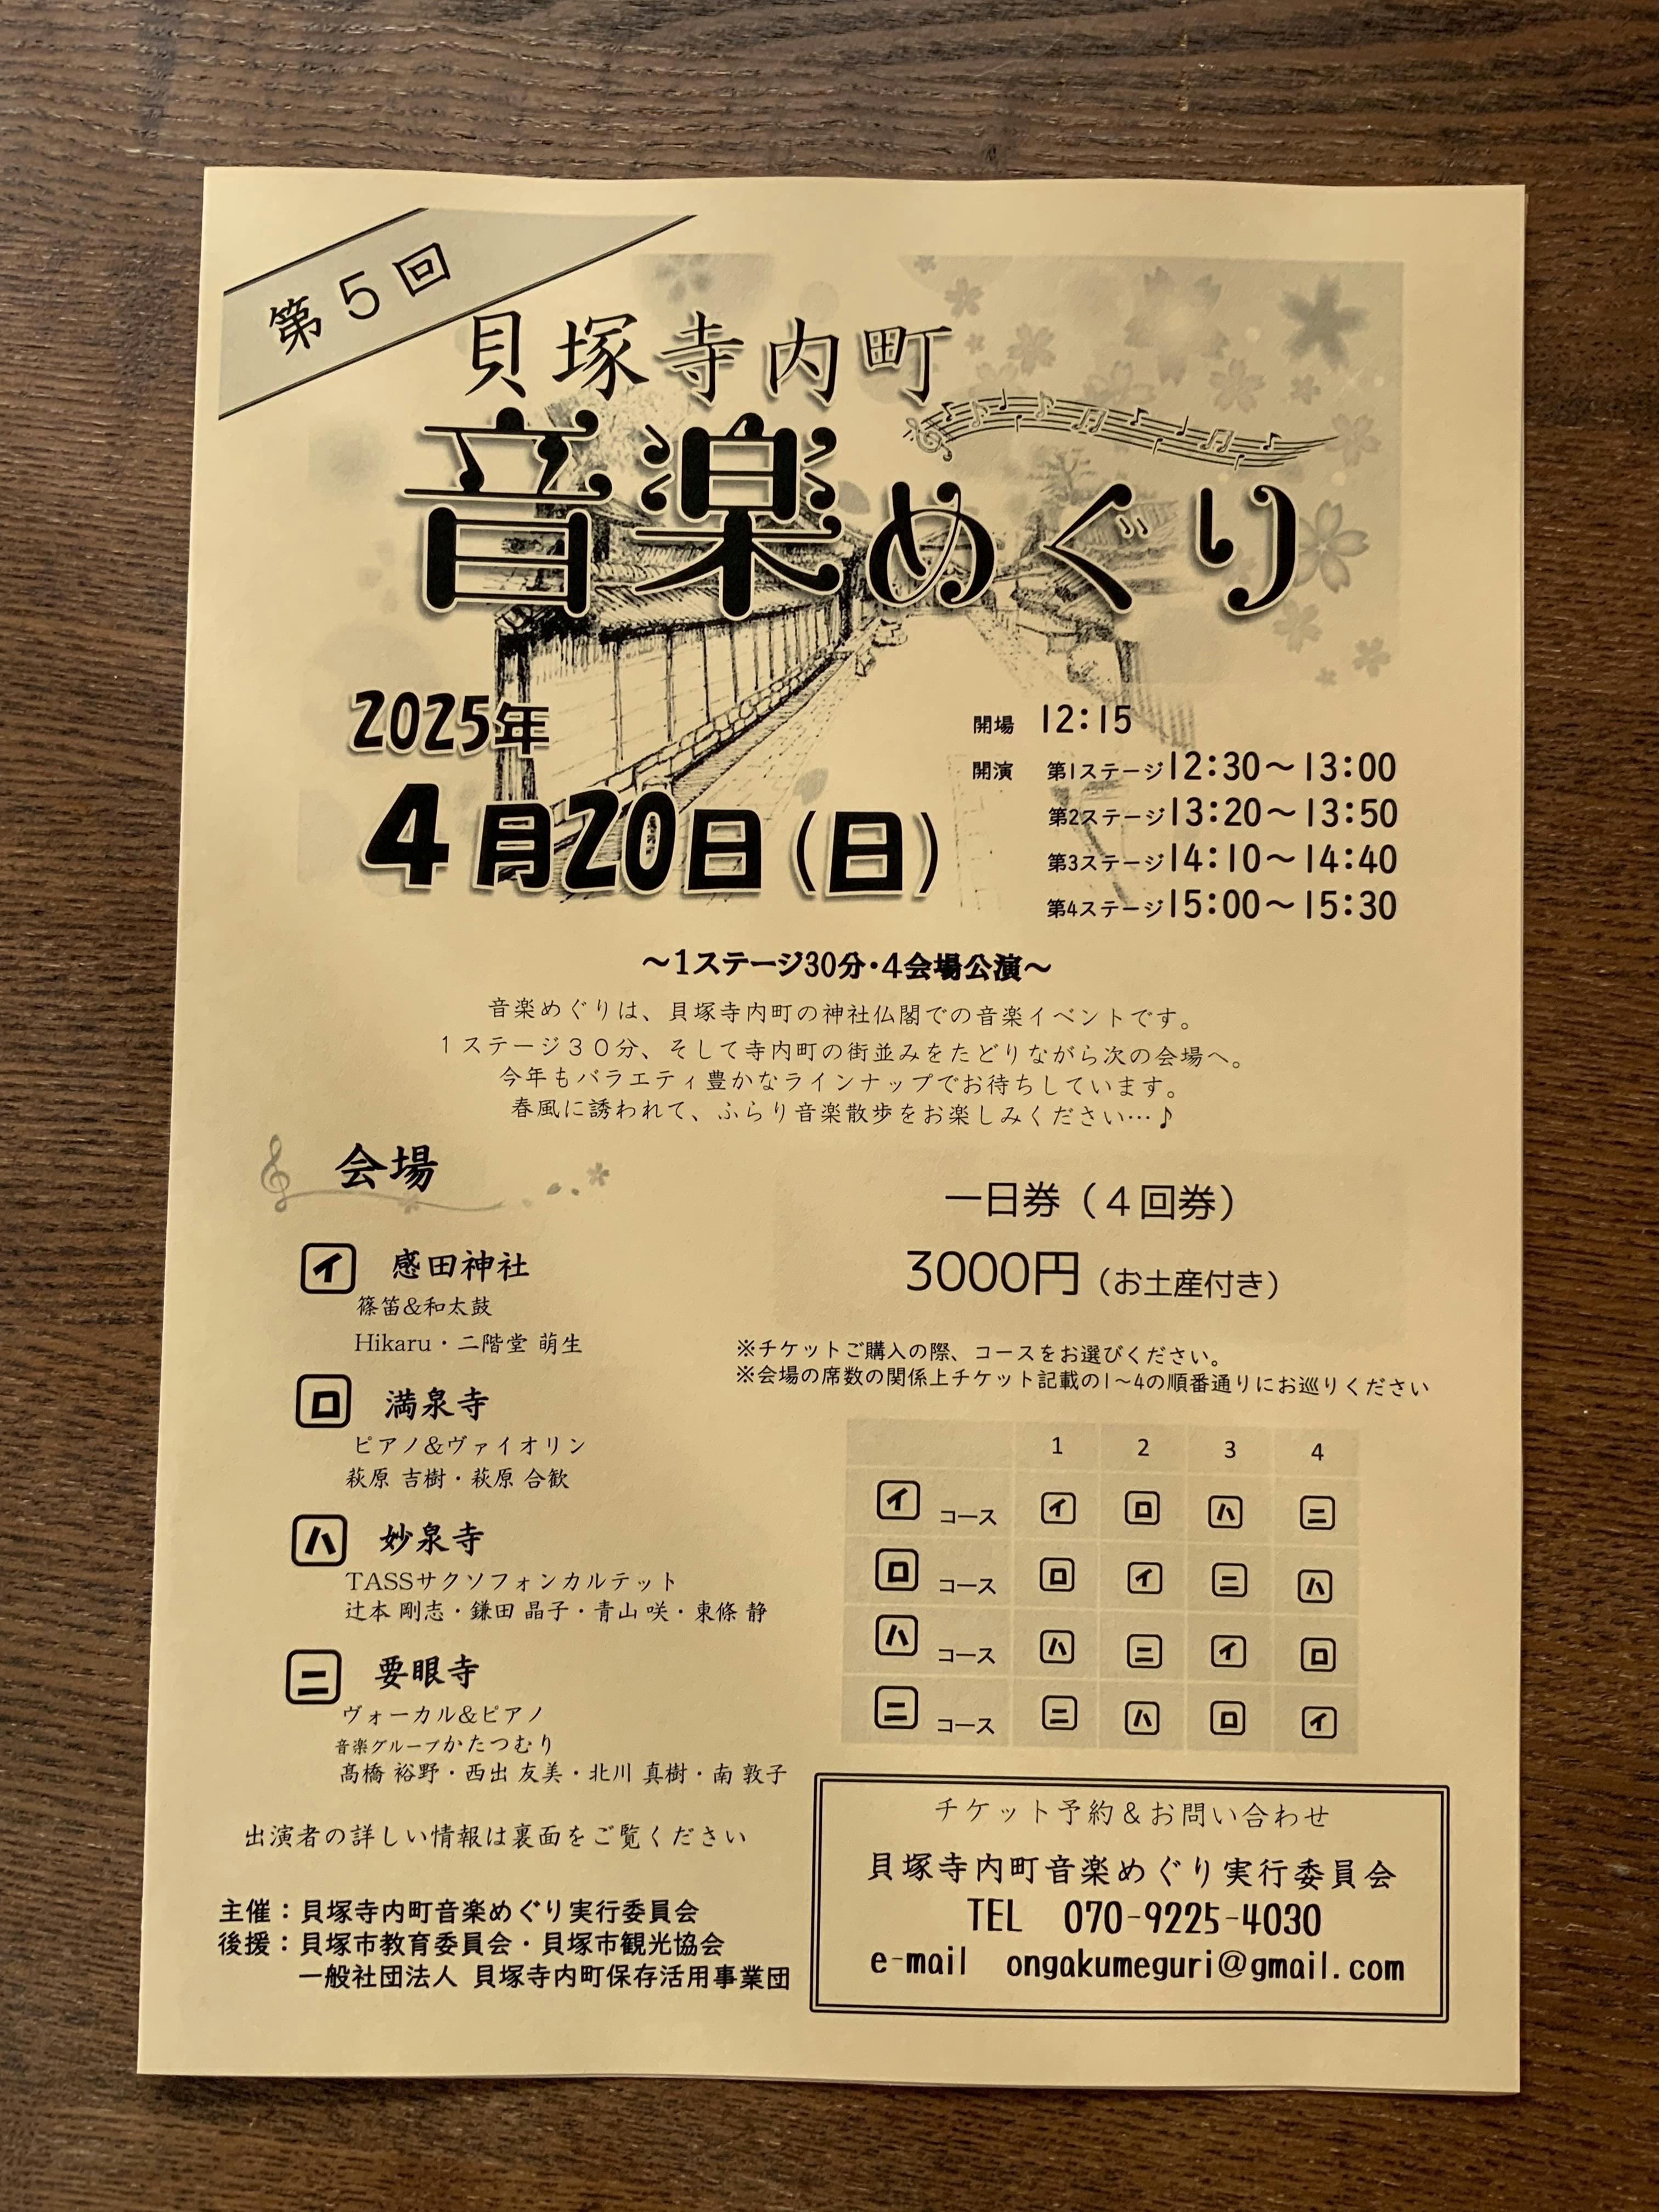 第5回
貝塚寺内町
音楽めぐり
2025年
4月20日(日)
開場 12:15
開演 第1ステージ12:30~13:00
第2ステージ13:20~13:50
第3ステージ14:10~14:40
第4ステージ15:00~15:30
~1ステージ30分・4会場公演~
音楽めぐりは、貝塚寺内町の神社仏閣での音楽イベントです。
1ステージ30分、そして寺内町の街並みをたどりながら次の会場へ。
今年もバラエティ豊かなラインナップでお待ちしています。
春風に誘われて、ふらり音楽散歩をお楽しみください…♪
会場
イ 感田神社
篠笛&和太鼓
Hikaru・二階堂 萌生
ロ 満泉寺
ピアノ&ヴァイオリン
萩原 吉樹・萩原 合歓
ハ 妙泉寺
TASSサクソフォンカルテット
辻本 剛志・鎌田 晶子・青山 咲・東條 静
ニ 要眼寺
ヴォーカル&ピアノ
音楽グループかたつむり
髙橋 裕野・西出 友美・北川 真樹・南 敦子
出演者の詳しい情報は裏面をご覧ください
主催:貝塚寺内町音楽めぐり実行委員会
後援:貝塚市教育委員会・貝塚市観光協会
一般社団法人 貝塚寺内町保存活用事業団
一日券(4回券)
3000円(お土産付き)
※チケットご購入の際、コースをお選びください。
※会場の席数の関係上チケット記載の1~4の順番通りにお巡りください
1 2 3 4
イ コース イ ロ ハ ニ
ロ コース ロ イ ニ ハ
ハ コース ハ ニ イ ロ
ニ コース ニ ハ ロ イ
チケット予約&お問い合わせ
貝塚寺内町音楽めぐり実行委員会
TEL 070-9225-4030
e-mail ongakumeguri@gmail.com